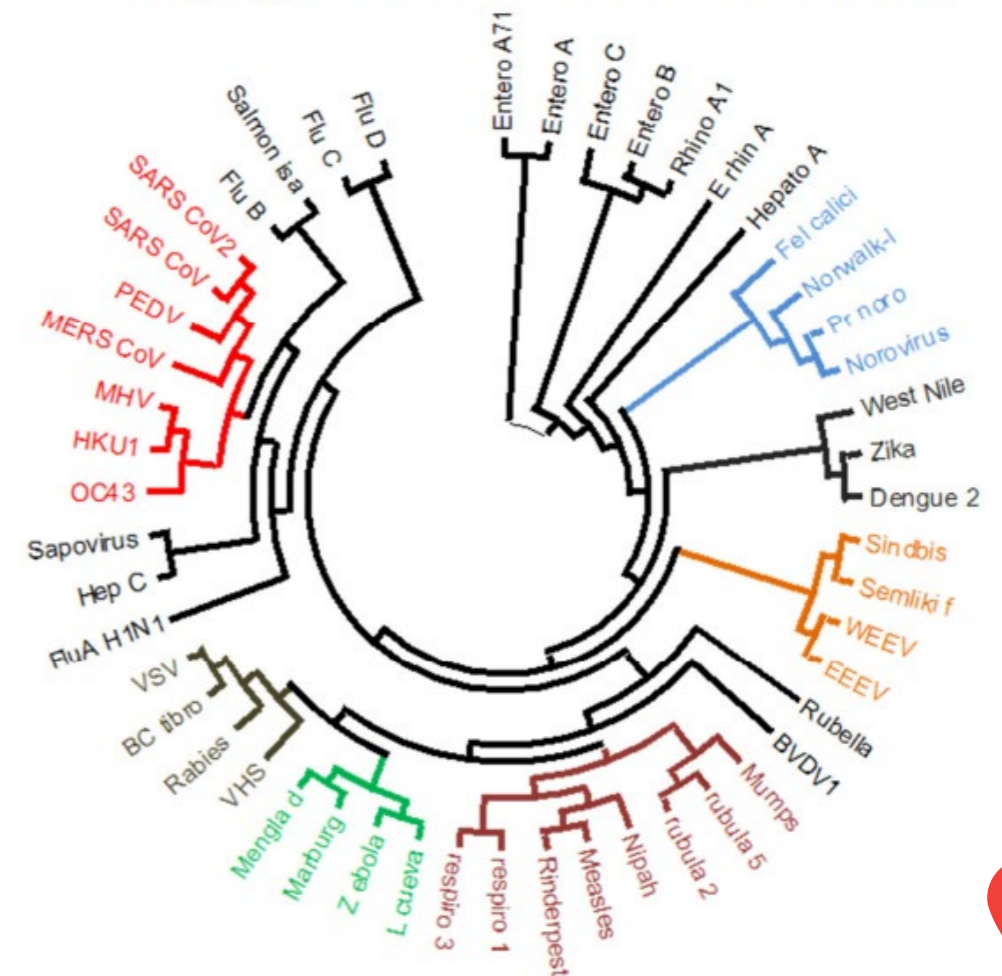 Entero A71
Entero A
Entero C
Entero B
Rhino A1
E rhin A
Hepato A
Fel calici
Norwalk-l
Pr noro
Norovirus
West Nile
Zika
Dengue 2
Sindbis
Semliki f
WEEV
EEEV
Rubella
BVDV1
Mumps
rubula 5
rubula 2
Nipah
Measles
Rinderpest
respiro 1
respiro 3
L cueva
Z ebola
Marburg
Mengla d
VHS
Rabies
BC fibro
VSV
FluA H1N1
Hep C
Sapovirus
OC43
HKU1
MHV
MERS CoV
PEDV
SARS CoV
SARS CoV2
Flu B
Salmon isa
Flu C
Flu D